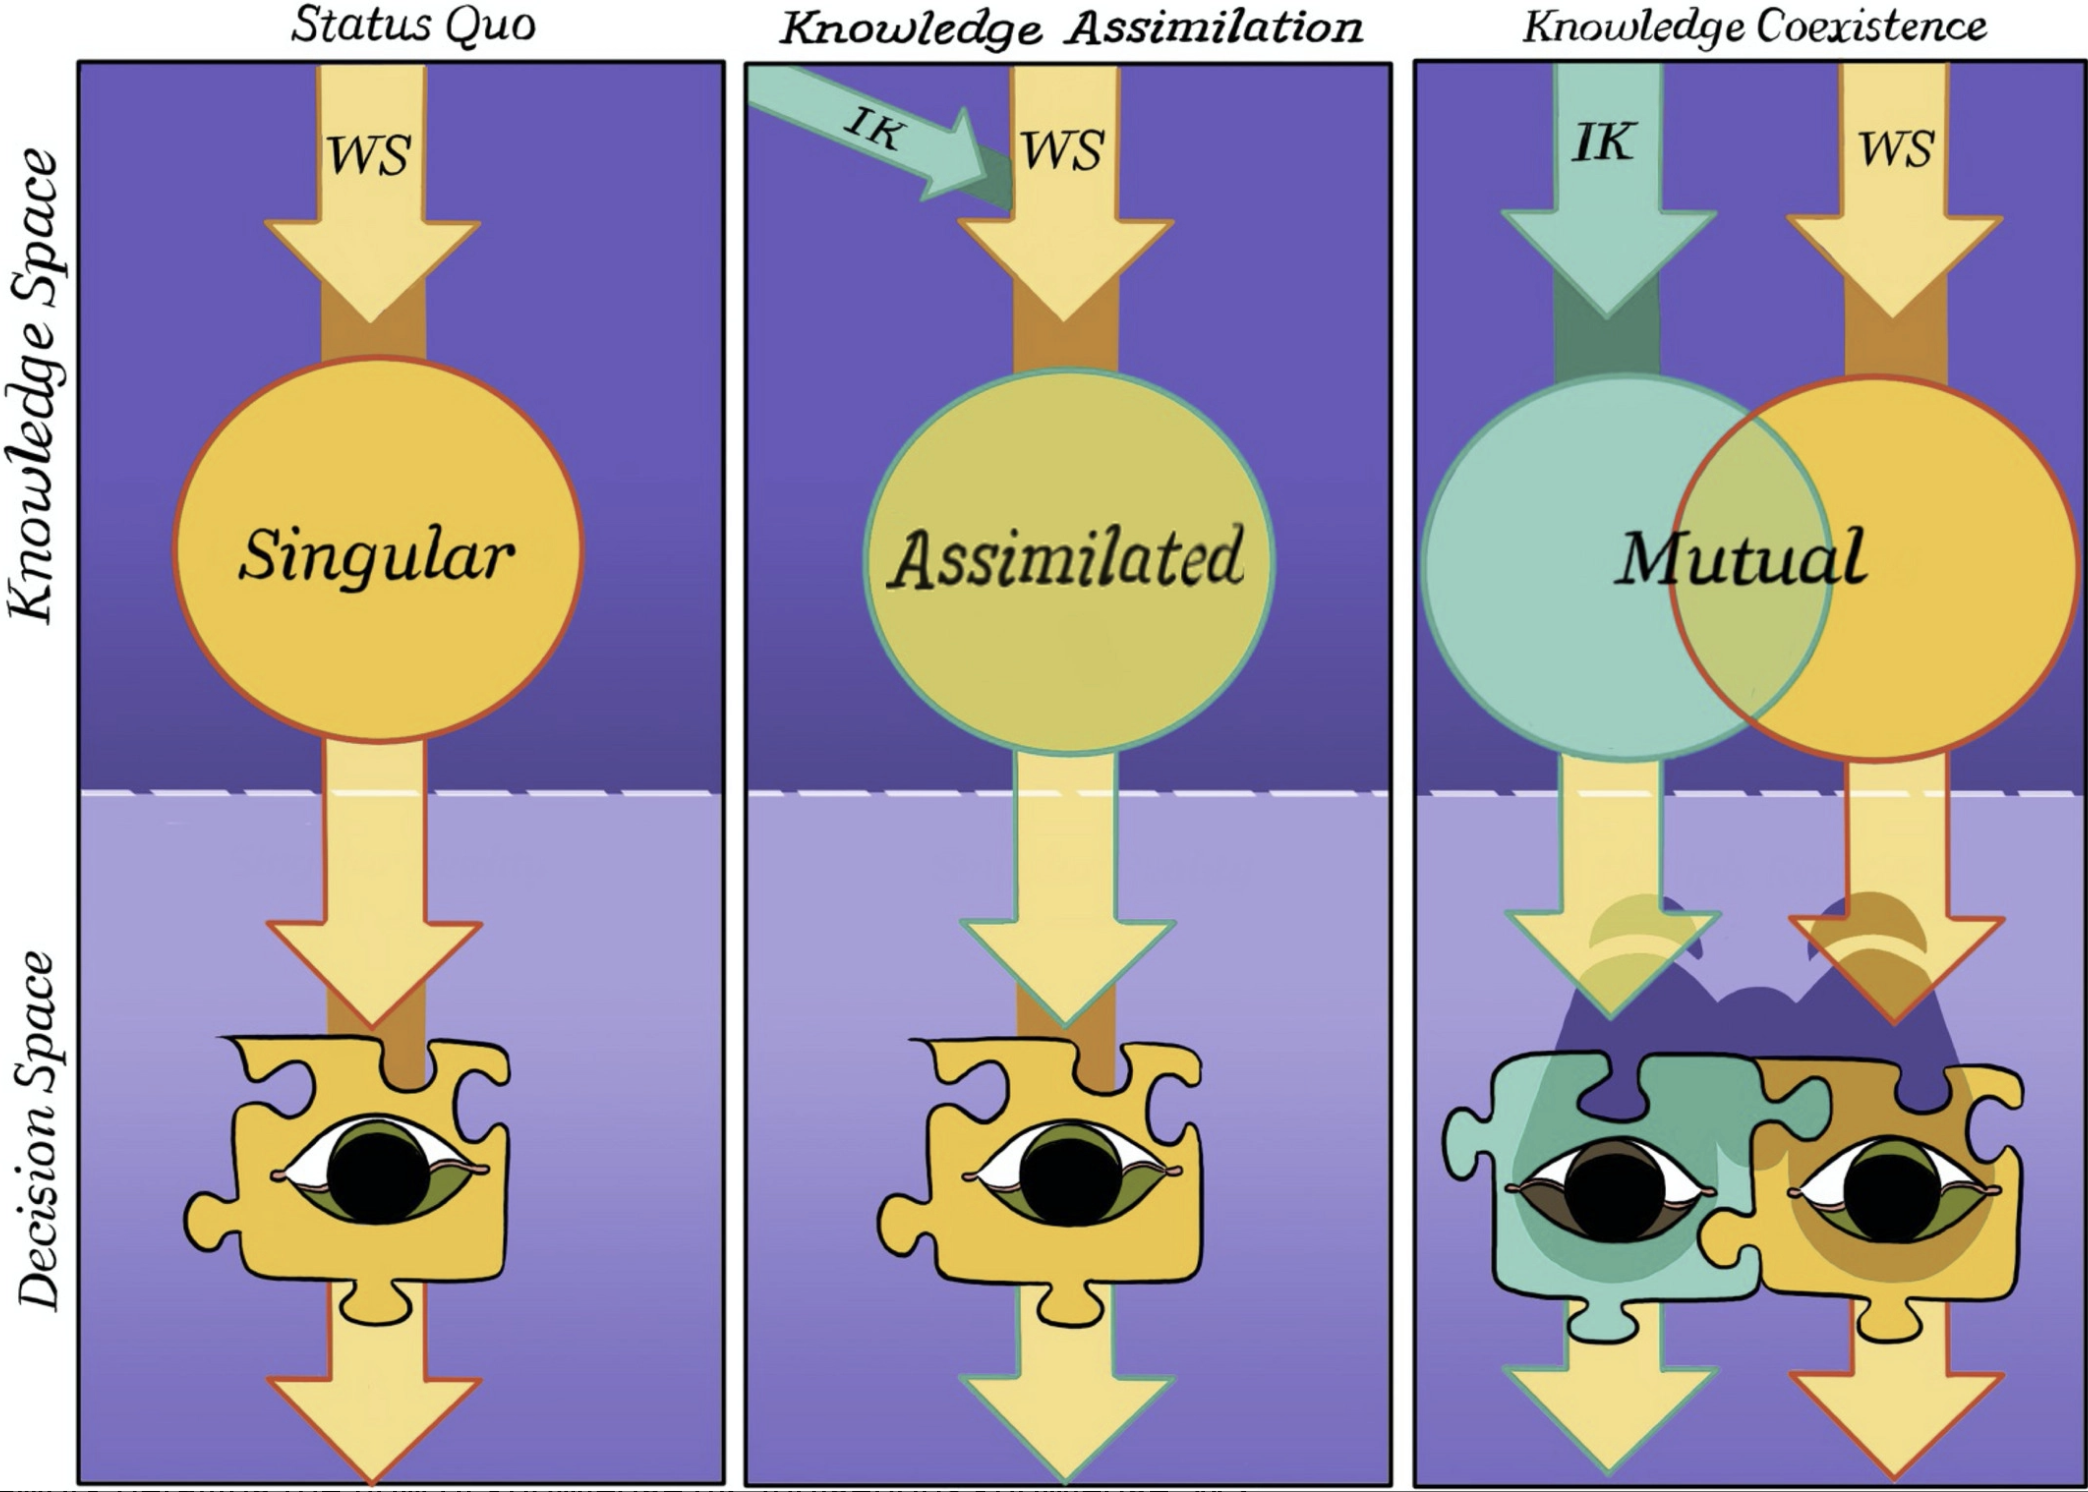 Status Quo
Knowledge Assimilation
Knowledge Coexistence
Knowledge Space
WS
IK
WS
IK
WS
Singular
Assimilated
Mutual
Decision Space